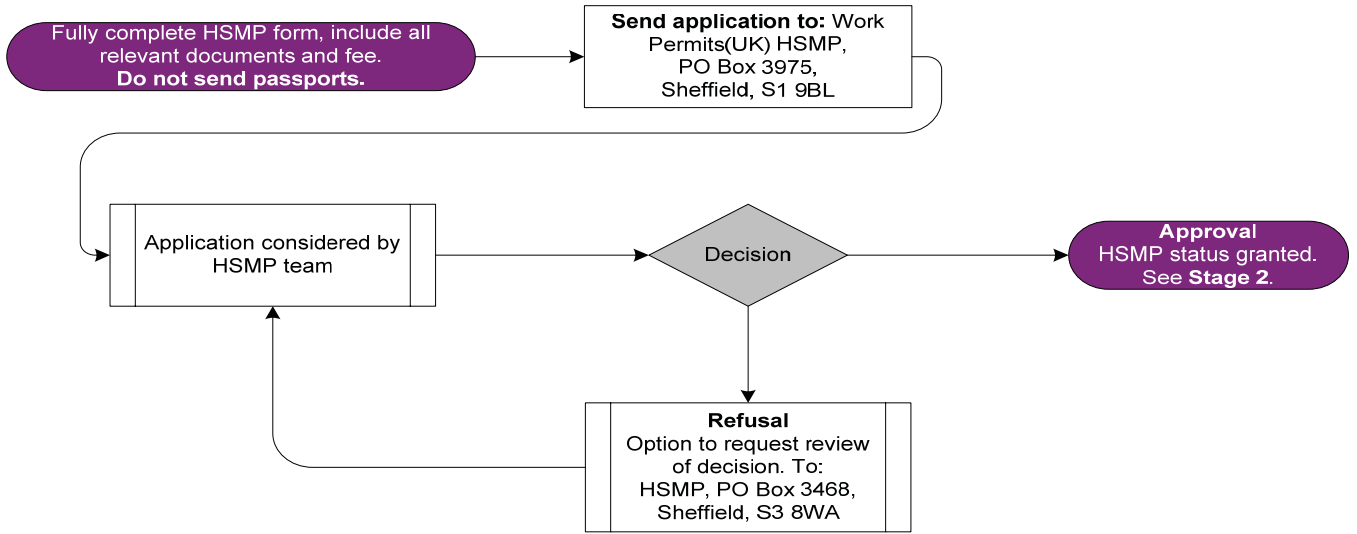 Fully complete HSMP form, include all
relevant documents and fee.
Do not send passports.
Send application to: Work
Permits(UK) HSMP,
PO Box 3975,
Sheffield, S1 9BL
Application considered by
HSMP team
Decision
Approval
HSMP status granted.
See Stage 2.
Refusal
Option to request review
of decision. To:
HSMP, PO Box 3468,
Sheffield, S3 8WA